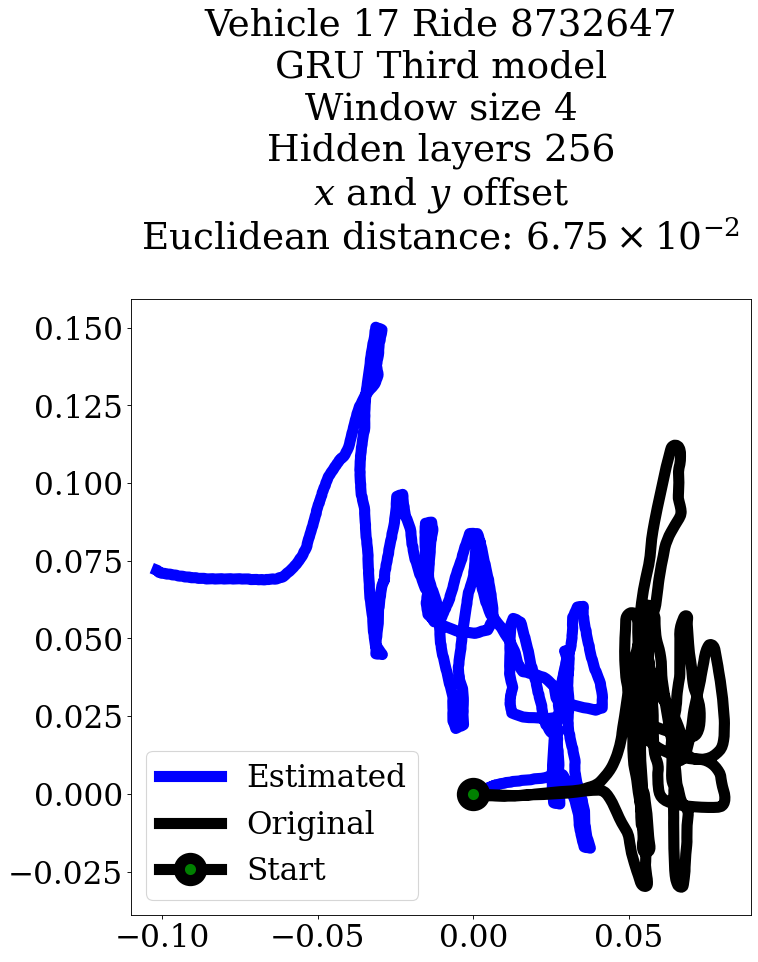 Vehicle 17 Ride 8732647
GRU Third model
Window size 4
Hidden layers 256
x and y offset
Euclidean distance: 6.75 × 10⁻²
0.150
0.125
0.100
0.075
0.050
0.025
0.000
−0.025
Estimated
Original
Start
−0.10
−0.05
0.00
0.05